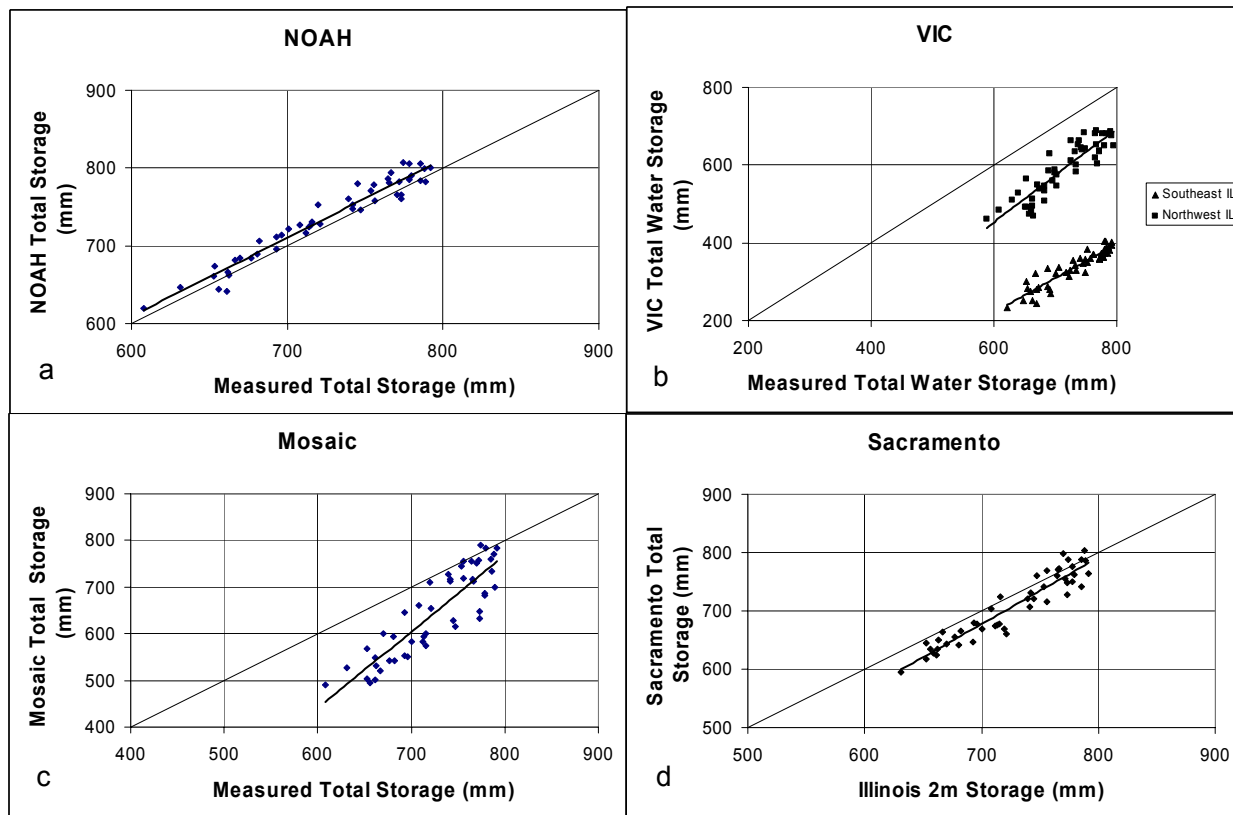 NOAH
NOAH Total Storage
(mm)
900
800
700
600
600 700 800 900
Measured Total Storage (mm)
a
VIC
VIC Total Water Storage
(mm)
800
600
400
200
200 400 600 800
Measured Total Water Storage (mm)
Southeast IL
Northwest IL
b
Mosaic
Mosaic Total Storage
(mm)
900
800
700
600
500
400
400 500 600 700 800 900
Measured Total Storage (mm)
c
Sacramento
Sacramento Total
Storage (mm)
900
800
700
600
500
500 600 700 800 900
Illinois 2m Storage (mm)
d